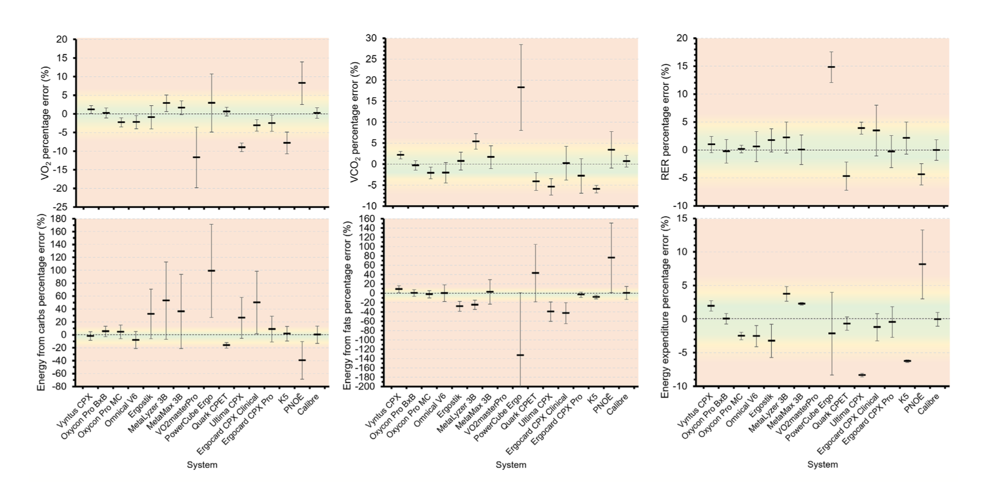 VO2 percentage error (%)
20
15
10
5
0
-5
-10
-15
-20
-25
VCO2 percentage error (%)
30
25
20
15
10
5
0
-5
-10
RER percentage error (%)
20
15
10
5
0
-5
-10
Energy from carbs percentage error (%)
180
160
140
120
100
80
60
40
20
0
-20
-40
-60
-80
Vyntus CPX
Oxycon Pro BxB
Oxycon Pro MC
Omnical V6
Ergostik
MetaLyzer 3B
MetaMax 3B
VO2masterPro
PowerCube Ergo
Quark CPET
Ultima CPX
Ergocard CPX Clinical
Ergocard CPX Pro
K5
PNOĒ
Calibre
System
Energy from fats percentage error (%)
160
140
120
100
80
60
40
20
0
-20
-40
-60
-80
-100
-120
-140
-160
-180
-200
Vyntus CPX
Oxycon Pro BxB
Oxycon Pro MC
Omnical V6
Ergostik
MetaLyzer 3B
MetaMax 3B
VO2masterPro
PowerCube Ergo
Quark CPET
Ultima CPX
Ergocard CPX Clinical
Ergocard CPX Pro
K5
PNOĒ
Calibre
System
Energy expenditure percentage error (%)
15
10
5
0
-5
-10
Vyntus CPX
Oxycon Pro BxB
Oxycon Pro MC
Omnical V6
Ergostik
MetaLyzer 3B
MetaMax 3B
VO2masterPro
PowerCube Ergo
Quark CPET
Ultima CPX
Ergocard CPX Clinical
Ergocard CPX Pro
K5
PNOĒ
Calibre
System